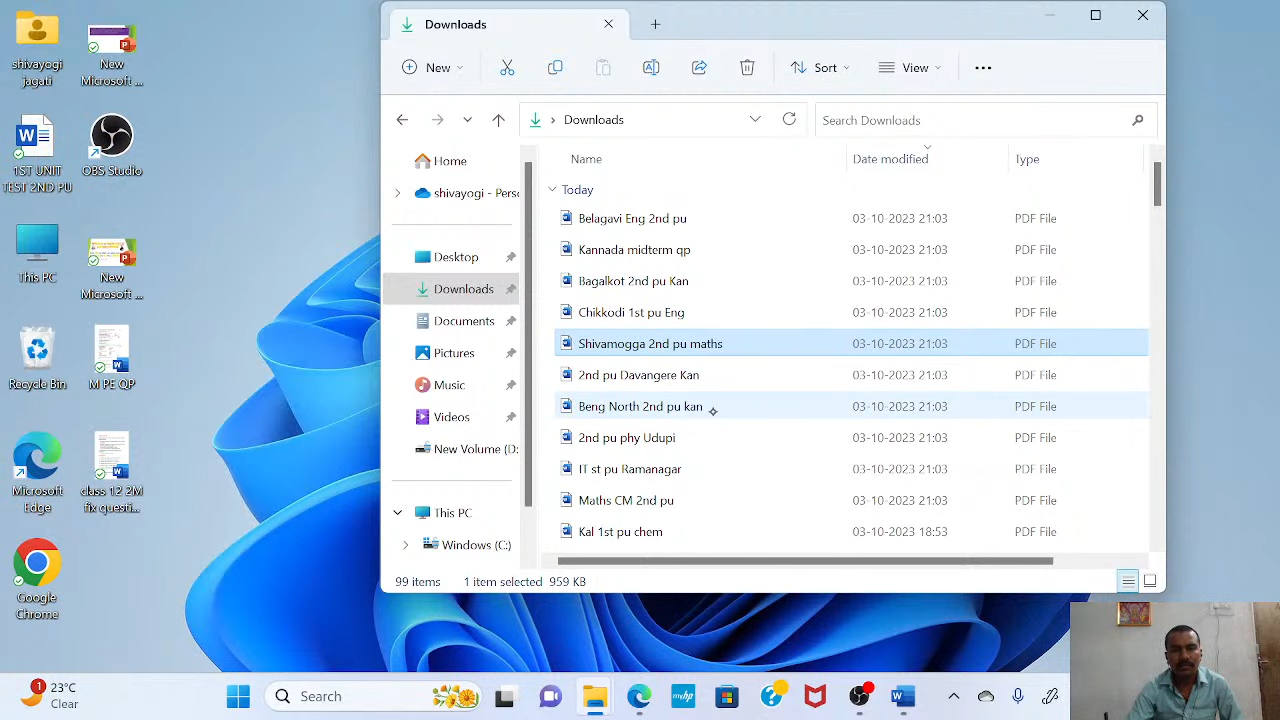 shivayogi
jagati
New
Microsoft ...
1ST UNIT
TEST 2ND PU
OBS Studio
This PC
New
Microsoft ...
Recycle Bin
M PE QP
Microsoft
Edge
class 12 2M
fix questi...
Google
Chrome
Downloads
New
Sort
View
Downloads
Search Downloads
Home
shivayogi - Perso
Desktop
Downloads
Documents
Pictures
Music
Videos
New Volume (D:
This PC
Windows (C:)
Name Date modified Type
Today
Belagavi Eng 2nd pu 03-10-2023 21:03 PDF File
Kannada midterm qp 03-10-2023 21:03 PDF File
Bagalkot 2nd pu Kan 03-10-2023 21:03 PDF File
Chikkodi 1st pu Eng 03-10-2023 21:03 PDF File
Shivamogga 2nd pu maths 03-10-2023 21:03 PDF File
2nd pu Davangere Kan 03-10-2023 21:03 PDF File
Beng North 2nd pu kan 03-10-2023 21:03 PDF File
2nd pu phy Udupi 03-10-2023 21:03 PDF File
IT st pu Ramanagar 03-10-2023 21:03 PDF File
Maths CM 2nd pu 03-10-2023 21:03 PDF File
Kal 1st pu chem 03-10-2023 18:53 PDF File
99 items 1 item selected 959 KB
1
23°C
Clear
Search
myhp